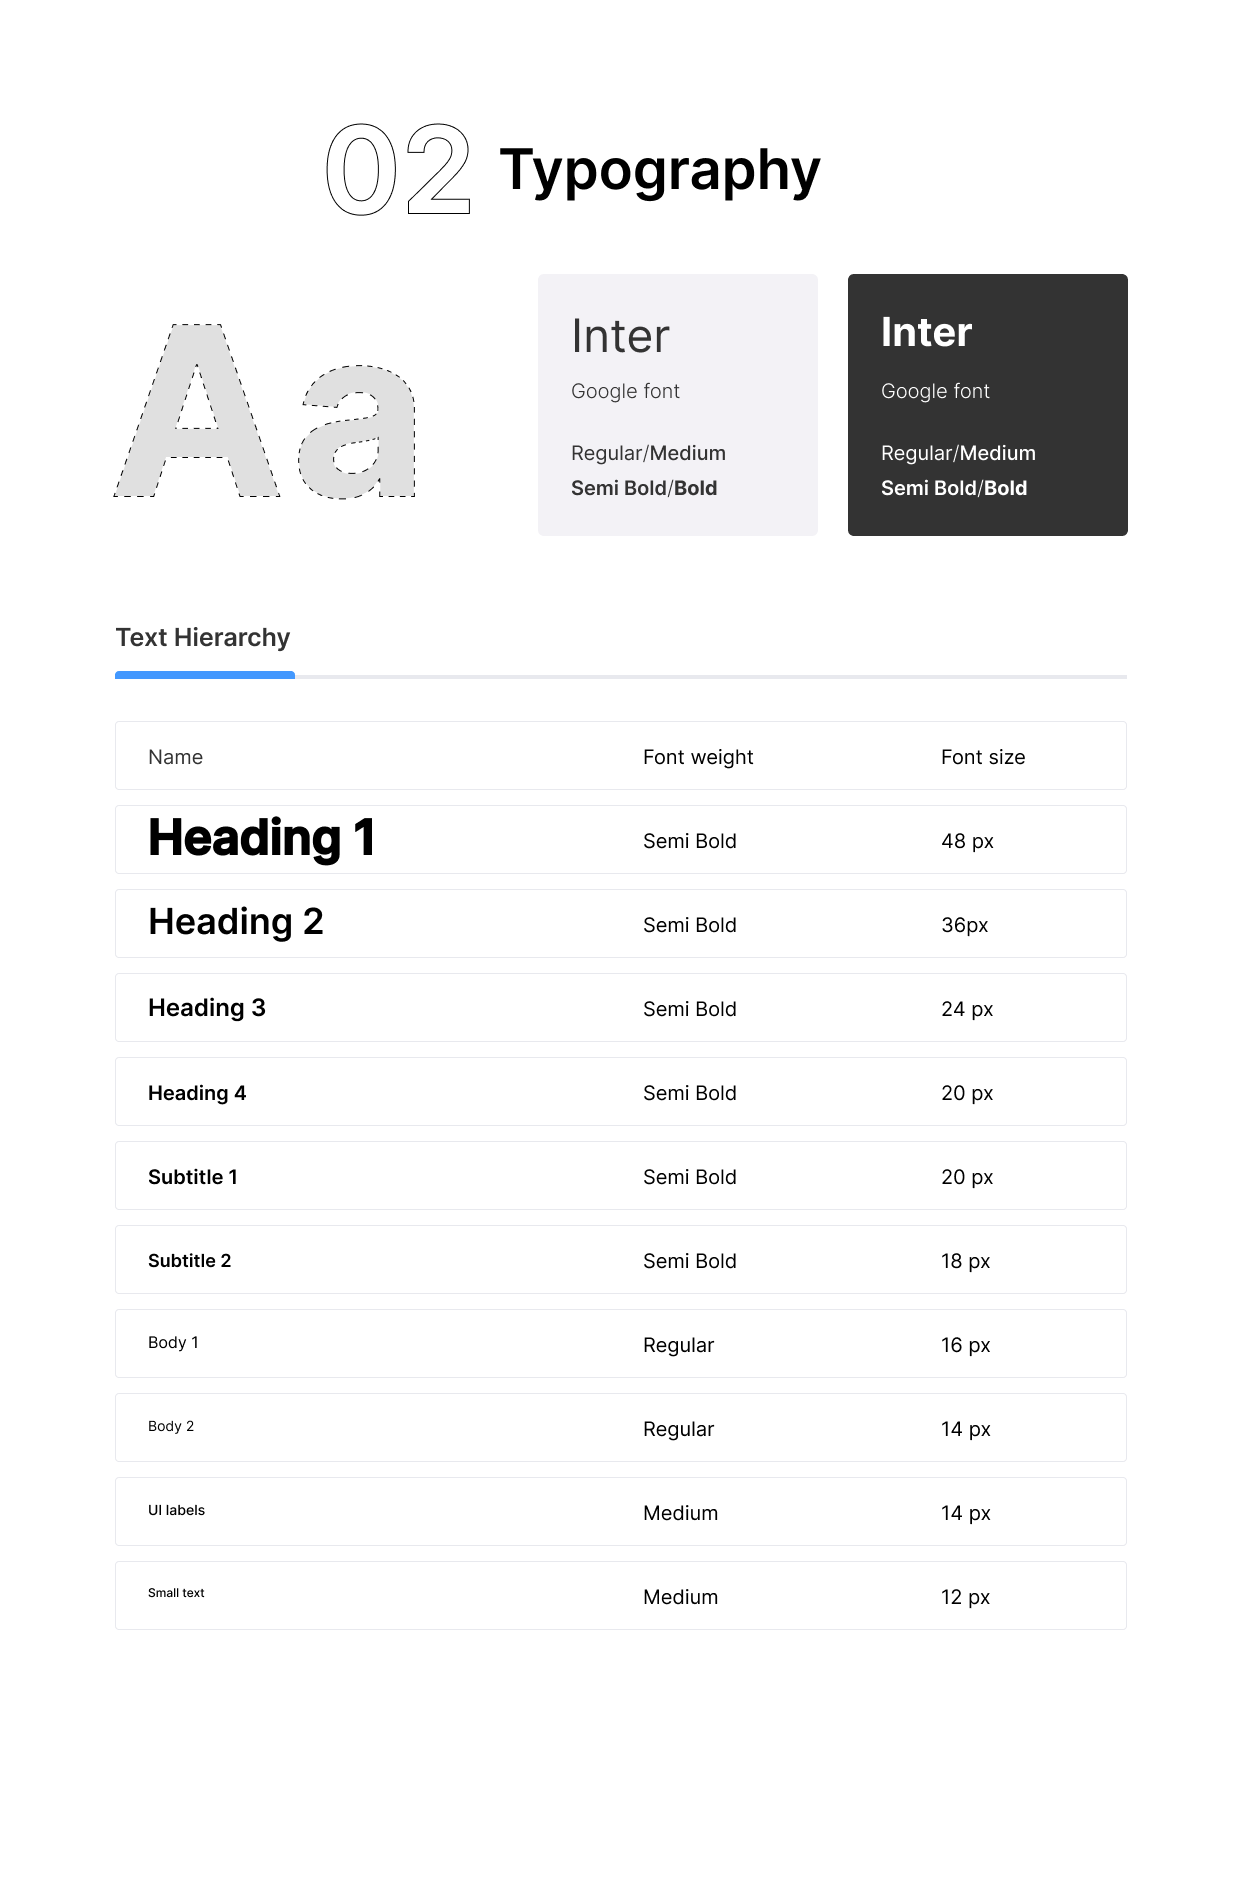 02 Typography
Aa
Inter
Google font
Regular/Medium
Semi Bold/Bold
Inter
Google font
Regular/Medium
Semi Bold/Bold
Text Hierarchy
Name Font weight Font size
Heading 1 Semi Bold 48 px
Heading 2 Semi Bold 36px
Heading 3 Semi Bold 24 px
Heading 4 Semi Bold 20 px
Subtitle 1 Semi Bold 20 px
Subtitle 2 Semi Bold 18 px
Body 1 Regular 16 px
Body 2 Regular 14 px
UI labels Medium 14 px
Small text Medium 12 px